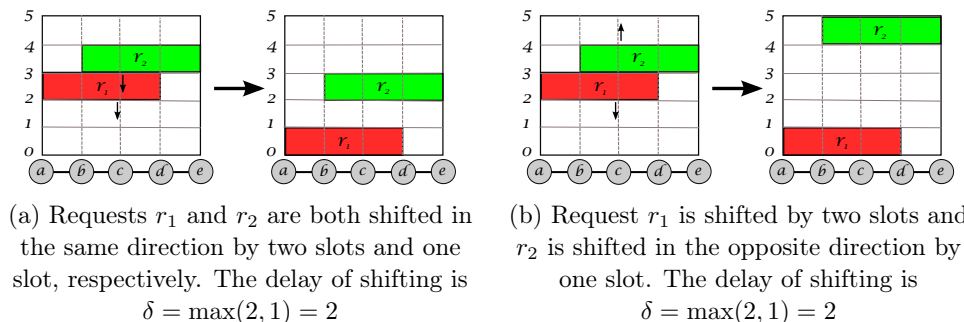 5
4
3
2
1
0
r₂
r₁
a b c d e
5
4
3
2
1
0
r₂
r₁
a b c d e
5
4
3
2
1
0
r₂
r₁
a b c d e
5
4
3
2
1
0
r₂
r₁
a b c d e
(a) Requests r₁ and r₂ are both shifted in
the same direction by two slots and one
slot, respectively. The delay of shifting is
δ = max(2, 1) = 2
(b) Request r₁ is shifted by two slots and
r₂ is shifted in the opposite direction by
one slot. The delay of shifting is
δ = max(2, 1) = 2